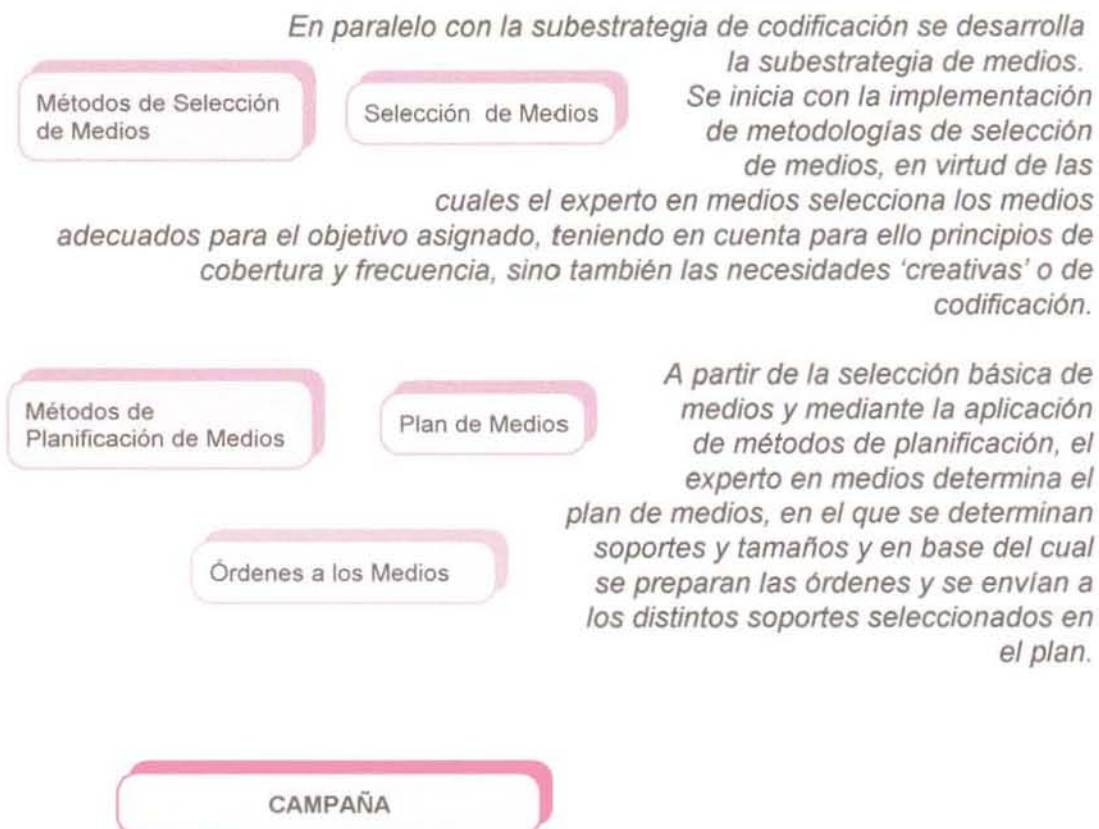 En paralelo con la subestrategia de codificación se desarrolla
la subestrategia de medios.
Métodos de Selección
de Medios
Selección de Medios
Se inicia con la implementación
de metodologías de selección
de medios, en virtud de las
cuales el experto en medios selecciona los medios
adecuados para el objetivo asignado, teniendo en cuenta para ello principios de
cobertura y frecuencia, sino también las necesidades 'creativas' o de
codificación.
Métodos de
Planificación de Medios
Plan de Medios
A partir de la selección básica de
medios y mediante la aplicación
de métodos de planificación, el
experto en medios determina el
plan de medios, en el que se determinan
soportes y tamaños y en base del cual
se preparan las órdenes y se envían a
los distintos soportes seleccionados en
el plan.
Órdenes a los Medios
CAMPAÑA